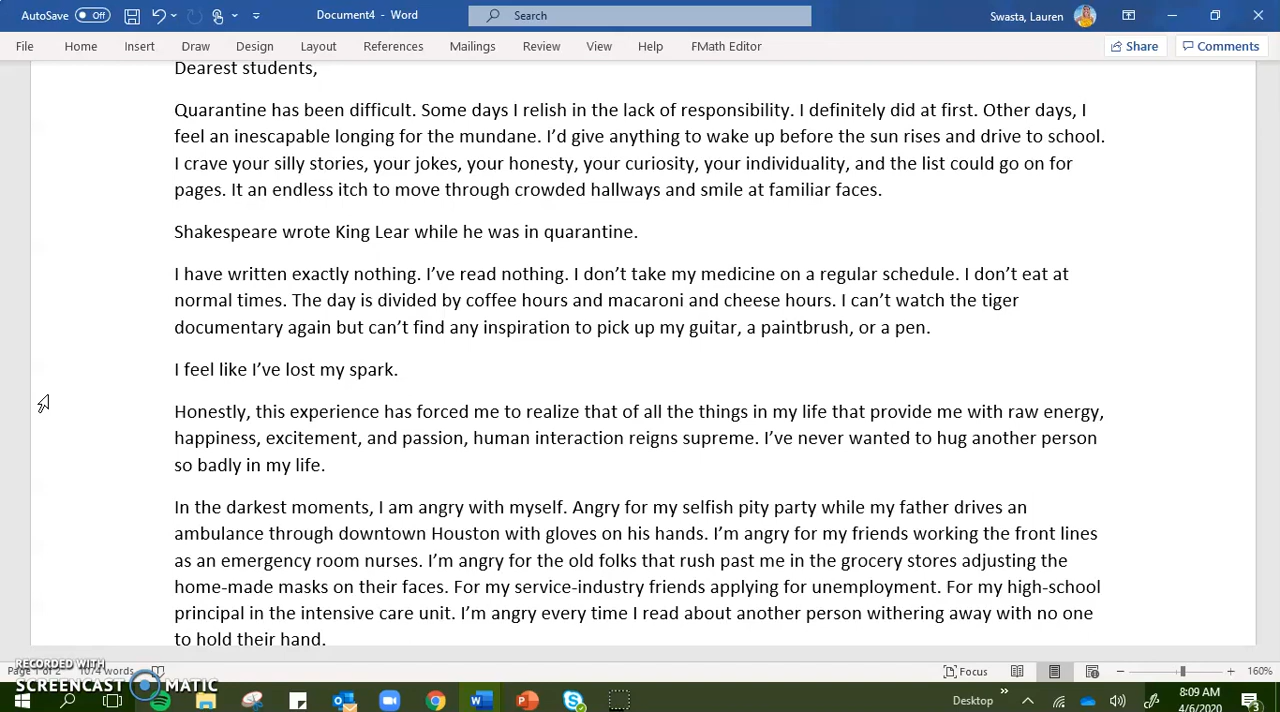 AutoSave Off Document4 - Word Search Swasta, Lauren
File Home Insert Draw Design Layout References Mailings Review View Help FMath Editor Share Comments
Dearest students,
Quarantine has been difficult. Some days I relish in the lack of responsibility. I definitely did at first. Other days, I
feel an inescapable longing for the mundane. I’d give anything to wake up before the sun rises and drive to school.
I crave your silly stories, your jokes, your honesty, your curiosity, your individuality, and the list could go on for
pages. It an endless itch to move through crowded hallways and smile at familiar faces.
Shakespeare wrote King Lear while he was in quarantine.
I have written exactly nothing. I’ve read nothing. I don’t take my medicine on a regular schedule. I don’t eat at
normal times. The day is divided by coffee hours and macaroni and cheese hours. I can’t watch the tiger
documentary again but can’t find any inspiration to pick up my guitar, a paintbrush, or a pen.
I feel like I’ve lost my spark.
Honestly, this experience has forced me to realize that of all the things in my life that provide me with raw energy,
happiness, excitement, and passion, human interaction reigns supreme. I’ve never wanted to hug another person
so badly in my life.
In the darkest moments, I am angry with myself. Angry for my selfish pity party while my father drives an
ambulance through downtown Houston with gloves on his hands. I’m angry for my friends working the front lines
as an emergency room nurses. I’m angry for the old folks that rush past me in the grocery stores adjusting the
home-made masks on their faces. For my service-industry friends applying for unemployment. For my high-school
principal in the intensive care unit. I’m angry every time I read about another person withering away with no one
to hold their hand.
RECORDED WITH
Page 1 of 2 1074 words Focus 160%
SCREENCAST MATIC
Desktop 8:09 AM
4/6/2020 3